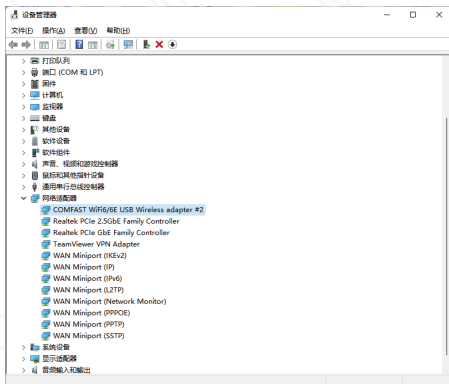 设备管理器
文件(F) 操作(A) 查看(V) 帮助(H)
打印队列
端口 (COM 和 LPT)
固件
计算机
监视器
键盘
其他设备
软件设备
软件组件
声音、视频和游戏控制器
鼠标和其他指针设备
通用串行总线控制器
网络适配器
COMFAST WiFi6/6E USB Wireless adapter #2
Realtek PCIe 2.5GbE Family Controller
Realtek PCIe GbE Family Controller
TeamViewer VPN Adapter
WAN Miniport (IKEv2)
WAN Miniport (IP)
WAN Miniport (IPv6)
WAN Miniport (L2TP)
WAN Miniport (Network Monitor)
WAN Miniport (PPPOE)
WAN Miniport (PPTP)
WAN Miniport (SSTP)
系统设备
显示适配器
音频输入和输出